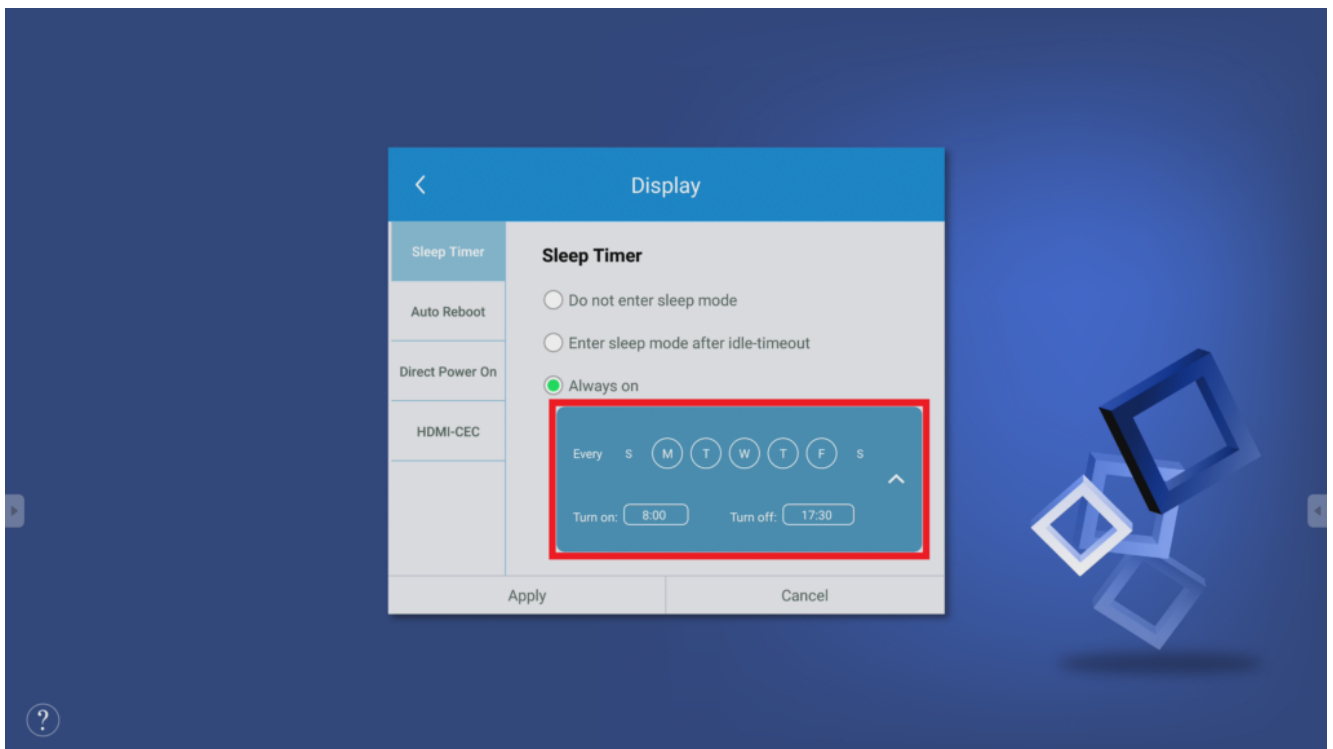 Display
Sleep Timer
Auto Reboot
Direct Power On
HDMI-CEC
Sleep Timer
Do not enter sleep mode
Enter sleep mode after idle-timeout
Always on
Every S M T W T F S
Turn on: 8:00 Turn off: 17:30
Apply Cancel
?